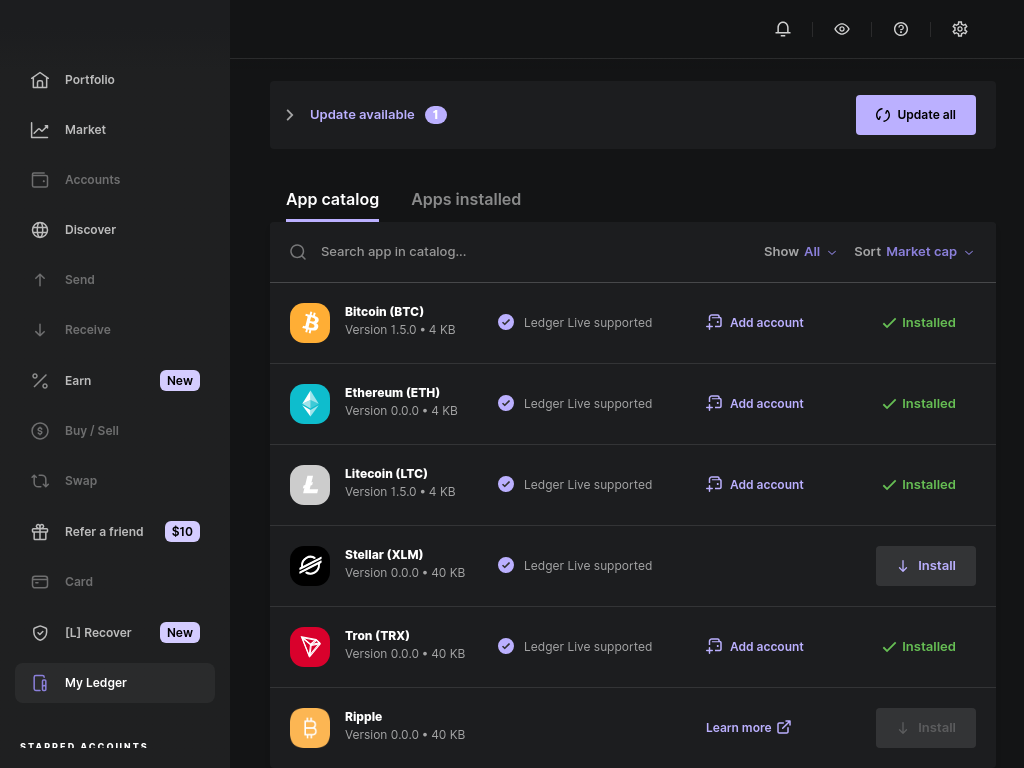 Portfolio
Market
Accounts
Discover
Send
Receive
Earn New
Buy / Sell
Swap
Refer a friend $10
Card
[L] Recover New
My Ledger
STARRED ACCOUNTS
Update available 1
Update all
App catalog Apps installed
Search app in catalog... Show All Sort Market cap
Bitcoin (BTC)
Version 1.5.0 • 4 KB
Ledger Live supported Add account Installed
Ethereum (ETH)
Version 0.0.0 • 4 KB
Ledger Live supported Add account Installed
Litecoin (LTC)
Version 1.5.0 • 4 KB
Ledger Live supported Add account Installed
Stellar (XLM)
Version 0.0.0 • 40 KB
Ledger Live supported Install
Tron (TRX)
Version 0.0.0 • 40 KB
Ledger Live supported Add account Installed
Ripple
Version 0.0.0 • 40 KB
Learn more Install